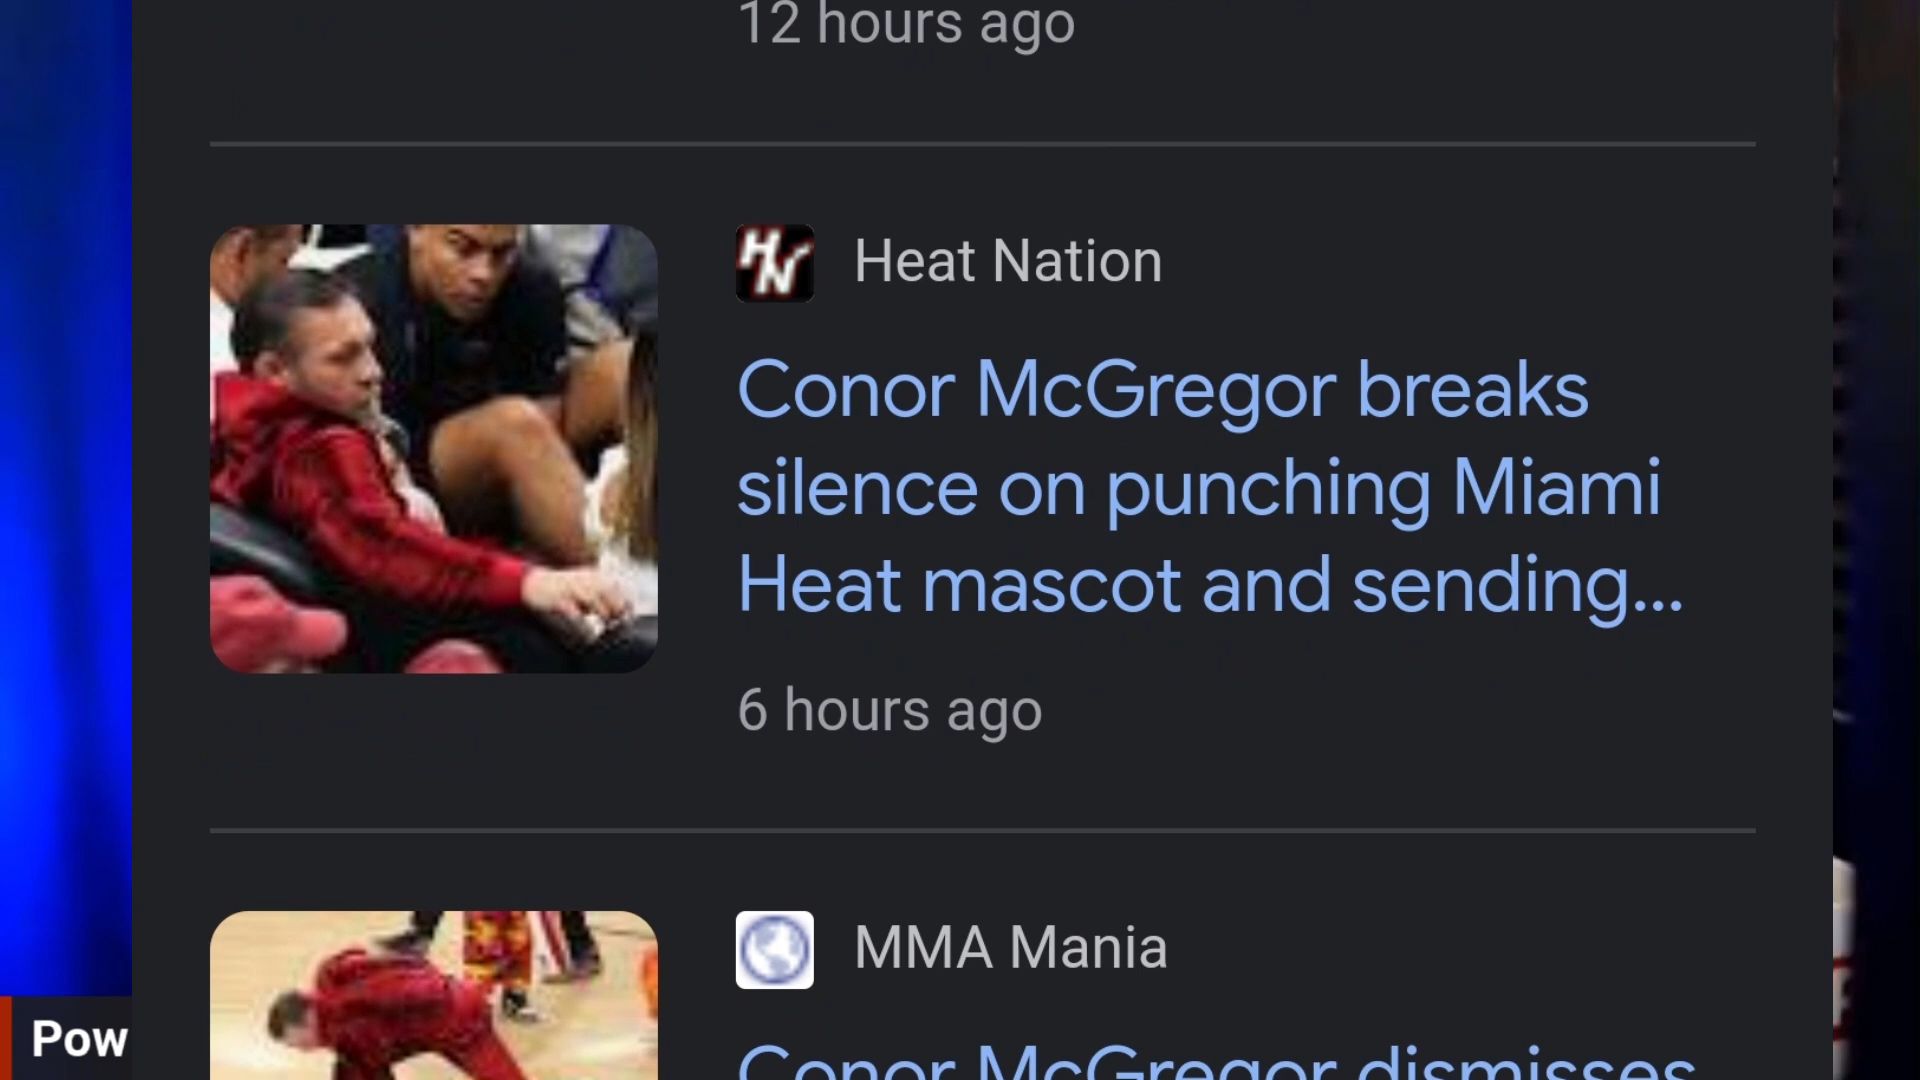 12 hours ago
HN
Heat Nation
Conor McGregor breaks
silence on punching Miami
Heat mascot and sending...
6 hours ago
MMA Mania
Conor McGregor dismisses
Pow